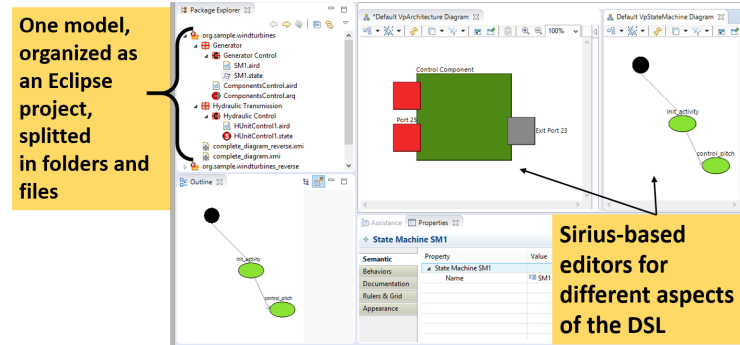 One model,
organized as
an Eclipse
project,
splitted
in folders and
files
Package Explorer
org.sample.windturbines
Generator
Generator Control
SM1.aird
SM1.state
ComponentsControl.aird
ComponentsControl.arq
Hydraulic Transmission
Hydraulic Control
HUnitControl1.aird
HUnitControl1.state
complete_diagram_reverse.xmi
complete_diagram.xmi
org.sample.windturbines_reverse
Outline
init_activity
control_pitch
*Default VpArchitecture Diagram
100%
Control Component
Port 23
Exit Port 23
Default VpStateMachine Diagram
init_activity
control_pitch
Assistance
Properties
State Machine SM1
Semantic
Behaviors
Documentation
Rulers & Grid
Appearance
Property
Value
State Machine SM1
Name
SM1
Sirius-based
editors for
different aspects
of the DSL